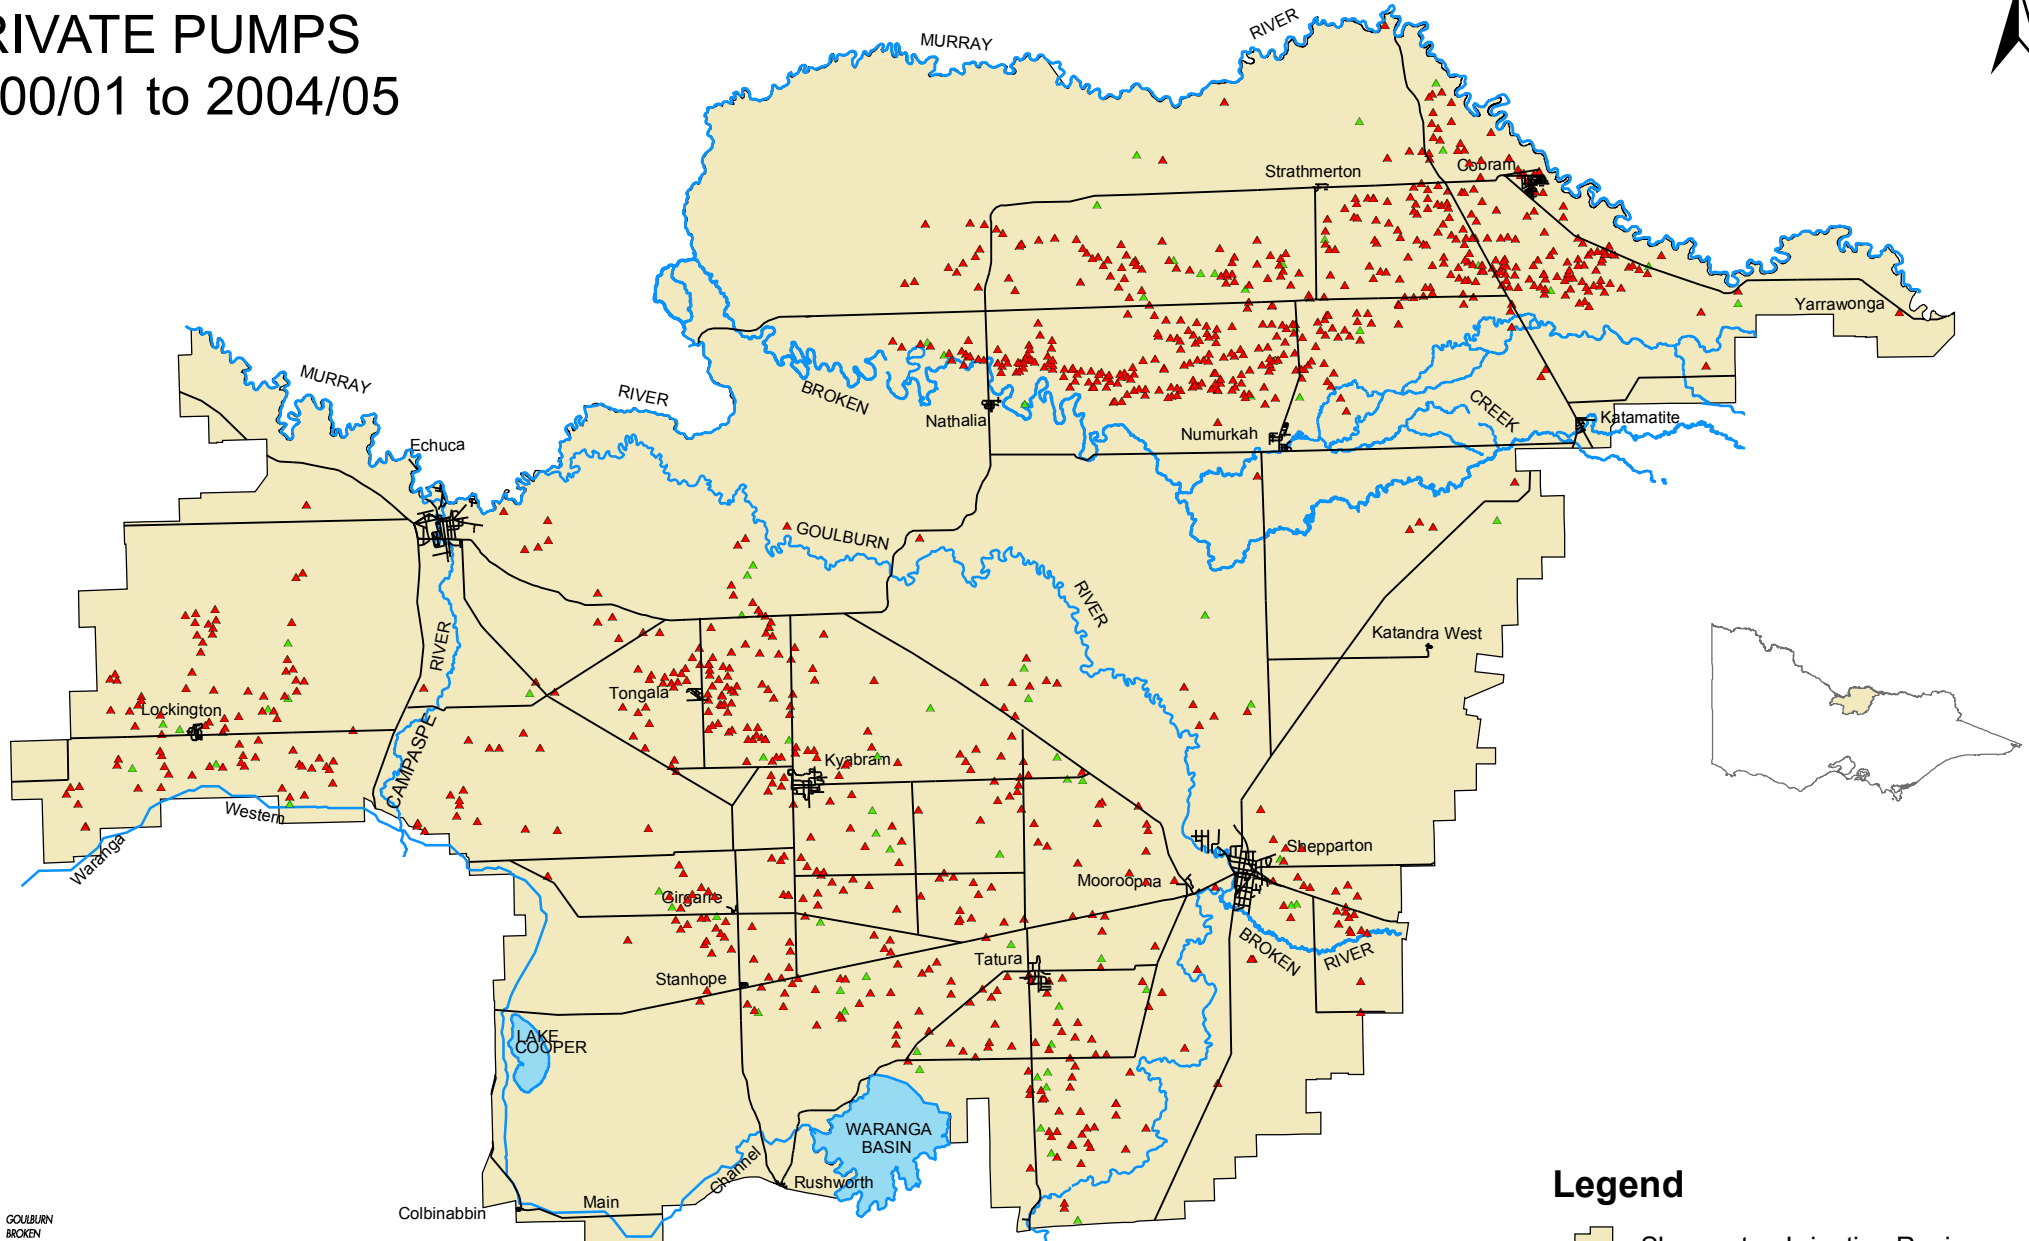 RIVATE PUMPS
00/01 to 2004/05
MURRAY
RIVER
Strathmerton
Cobram
Yarrawonga
MURRAY
RIVER
BROKEN
Nathalia
Numurkah
CREEK
Katamatite
Echuca
GOULBURN
RIVER
Katandra West
RIVER
Tongala
Lockington
CAMPASPE
Kyabram
Western
Waranga
Shepparton
Mooroopna
Girgarre
BROKEN
RIVER
Tatura
Stanhope
LAKE
COOPER
WARANGA
BASIN
Channel
Rushworth
Main
Colbinabbin
Legend
GOULBURN
BROKEN